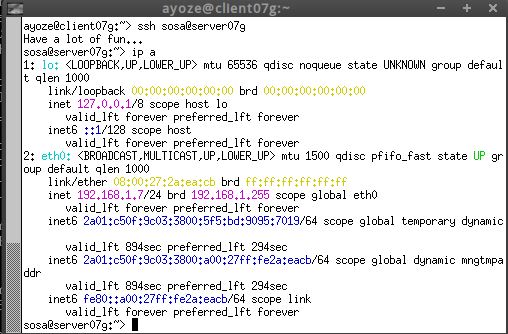 ayoze@client07g:~
ayoze@client07g:~> ssh sosa@server07g
Have a lot of fun...
sosa@server07g:~> ip a
1: lo: <LOOPBACK,UP,LOWER_UP> mtu 65536 qdisc noqueue state UNKNOWN group defaul
t qlen 1000
link/loopback 00:00:00:00:00:00 brd 00:00:00:00:00:00
inet 127.0.0.1/8 scope host lo
valid_lft forever preferred_lft forever
inet6 ::1/128 scope host
valid_lft forever preferred_lft forever
2: eth0: <BROADCAST,MULTICAST,UP,LOWER_UP> mtu 1500 qdisc pfifo_fast state UP gr
oup default qlen 1000
link/ether 08:00:27:2a:ea:cb brd ff:ff:ff:ff:ff:ff
inet 192.168.1.7/24 brd 192.168.1.255 scope global eth0
valid_lft forever preferred_lft forever
inet6 2a01:c50f:9c03:3800:5f5:bd:9095:7019/64 scope global temporary dynamic
valid_lft 894sec preferred_lft 294sec
inet6 2a01:c50f:9c03:3800:a00:27ff:fe2a:eacb/64 scope global dynamic mngtmpa
ddr
valid_lft 894sec preferred_lft 294sec
inet6 fe80::a00:27ff:fe2a:eacb/64 scope link
valid_lft forever preferred_lft forever
sosa@server07g:~>